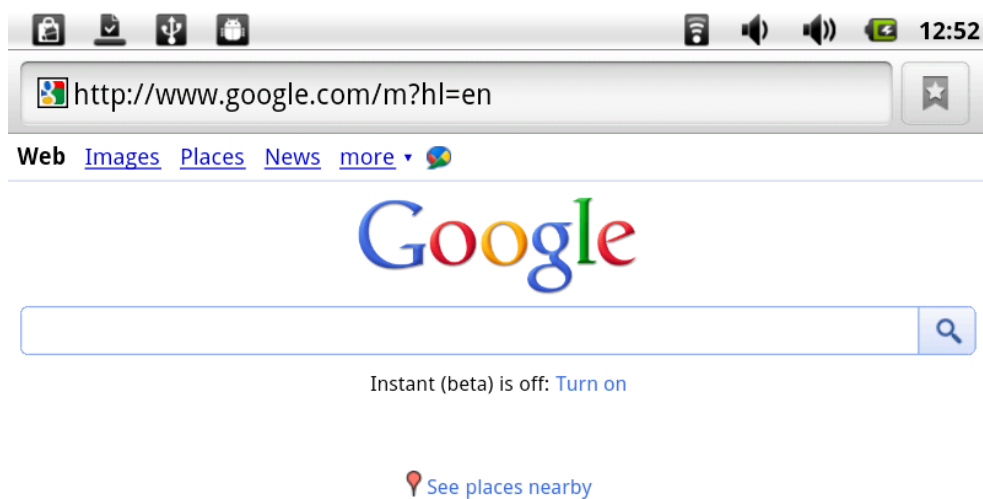 12:52
http://www.google.com/m?hl=en
Web Images Places News more
Google
Instant (beta) is off: Turn on
See places nearby